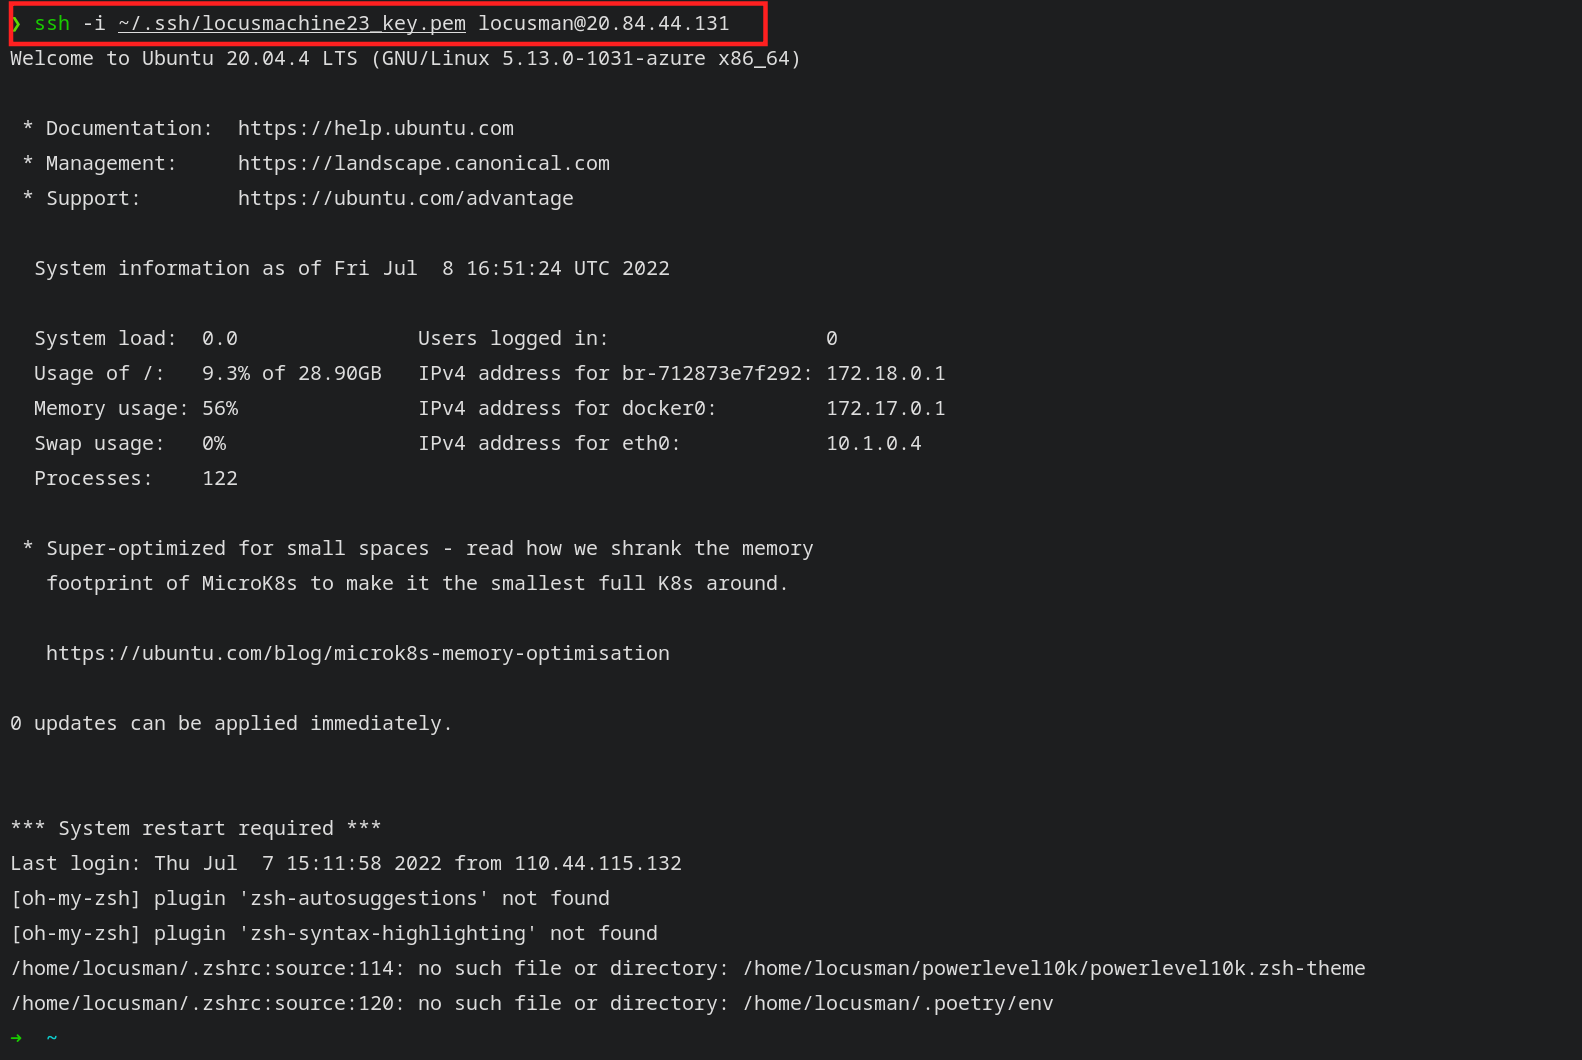 ❯ ssh -i ~/.ssh/locusmachine23_key.pem locusman@20.84.44.131
Welcome to Ubuntu 20.04.4 LTS (GNU/Linux 5.13.0-1031-azure x86_64)
 * Documentation:  https://help.ubuntu.com
 * Management:     https://landscape.canonical.com
 * Support:        https://ubuntu.com/advantage
  System information as of Fri Jul  8 16:51:24 UTC 2022
  System load:  0.0               Users logged in:                  0
  Usage of /:   9.3% of 28.90GB   IPv4 address for br-712873e7f292: 172.18.0.1
  Memory usage: 56%               IPv4 address for docker0:         172.17.0.1
  Swap usage:   0%                IPv4 address for eth0:            10.1.0.4
  Processes:    122
 * Super-optimized for small spaces - read how we shrank the memory
   footprint of MicroK8s to make it the smallest full K8s around.
   https://ubuntu.com/blog/microk8s-memory-optimisation
0 updates can be applied immediately.
*** System restart required ***
Last login: Thu Jul  7 15:11:58 2022 from 110.44.115.132
[oh-my-zsh] plugin 'zsh-autosuggestions' not found
[oh-my-zsh] plugin 'zsh-syntax-highlighting' not found
/home/locusman/.zshrc:source:114: no such file or directory: /home/locusman/powerlevel10k/powerlevel10k.zsh-theme
/home/locusman/.zshrc:source:120: no such file or directory: /home/locusman/.poetry/env
➜  ~